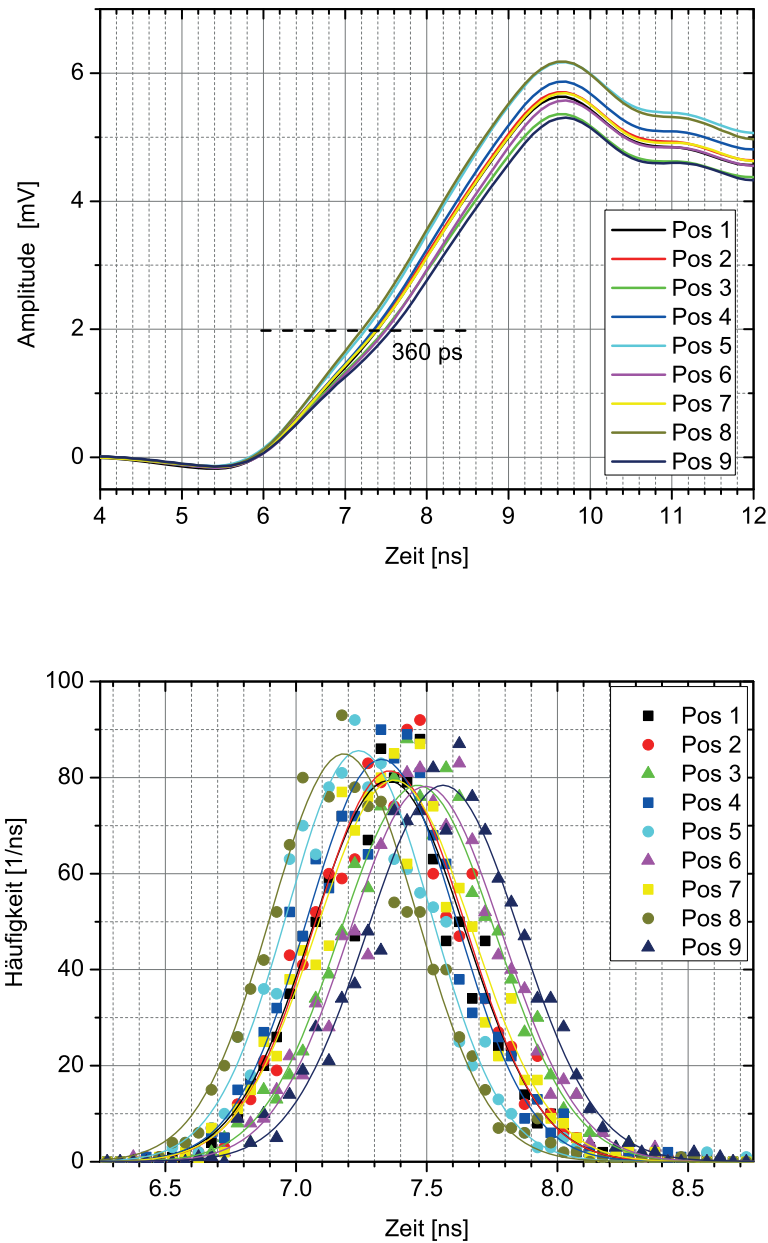 6
4
2
0
Amplitude [mV]
360 ps
Pos 1
Pos 2
Pos 3
Pos 4
Pos 5
Pos 6
Pos 7
Pos 8
Pos 9
4 5 6 7 8 9 10 11 12
Zeit [ns]
100
80
60
40
20
0
Häufigkeit [1/ns]
Pos 1
Pos 2
Pos 3
Pos 4
Pos 5
Pos 6
Pos 7
Pos 8
Pos 9
6.5 7.0 7.5 8.0 8.5
Zeit [ns]